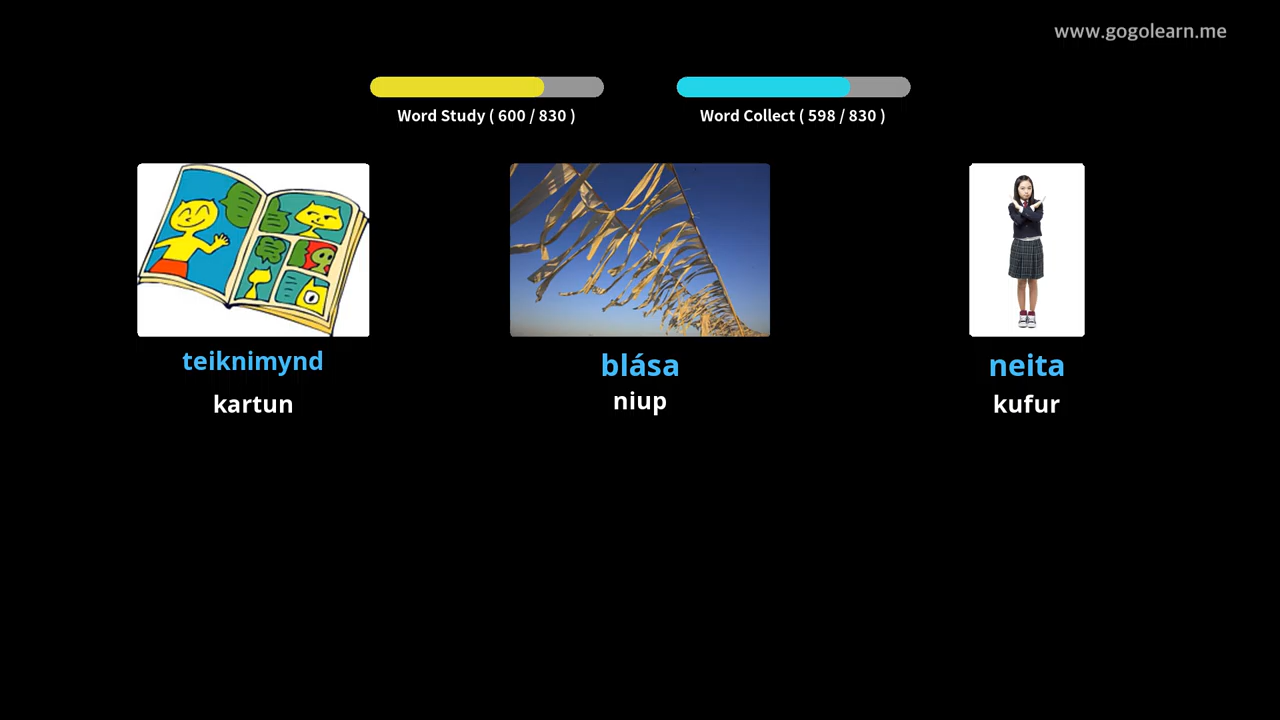 www.gogolearn.me
Word Study ( 600 / 830 )
Word Collect ( 598 / 830 )
teiknimynd
kartun
blása
niup
neita
kufur